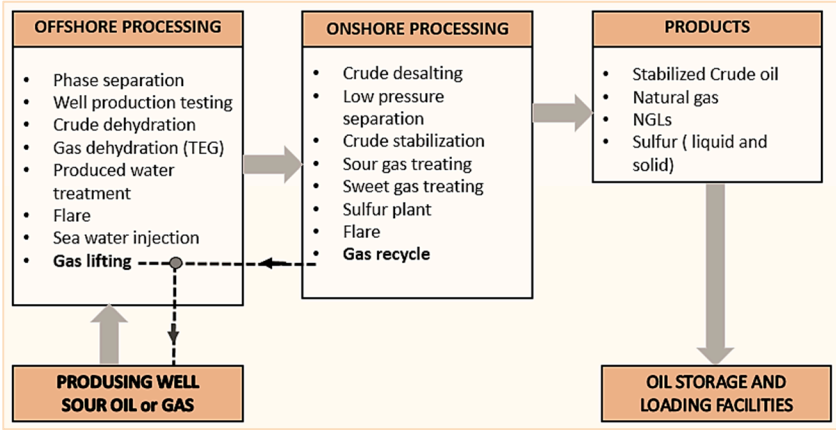 OFFSHORE PROCESSING
• Phase separation
• Well production testing
• Crude dehydration
• Gas dehydration (TEG)
• Produced water
treatment
• Flare
• Sea water injection
• Gas lifting
ONSHORE PROCESSING
• Crude desalting
• Low pressure
separation
• Crude stabilization
• Sour gas treating
• Sweet gas treating
• Sulfur plant
• Flare
• Gas recycle
PRODUCTS
• Stabilized Crude oil
• Natural gas
• NGLs
• Sulfur ( liquid and
solid)
PRODUSING WELL
SOUR OIL or GAS
OIL STORAGE AND
LOADING FACILITIES